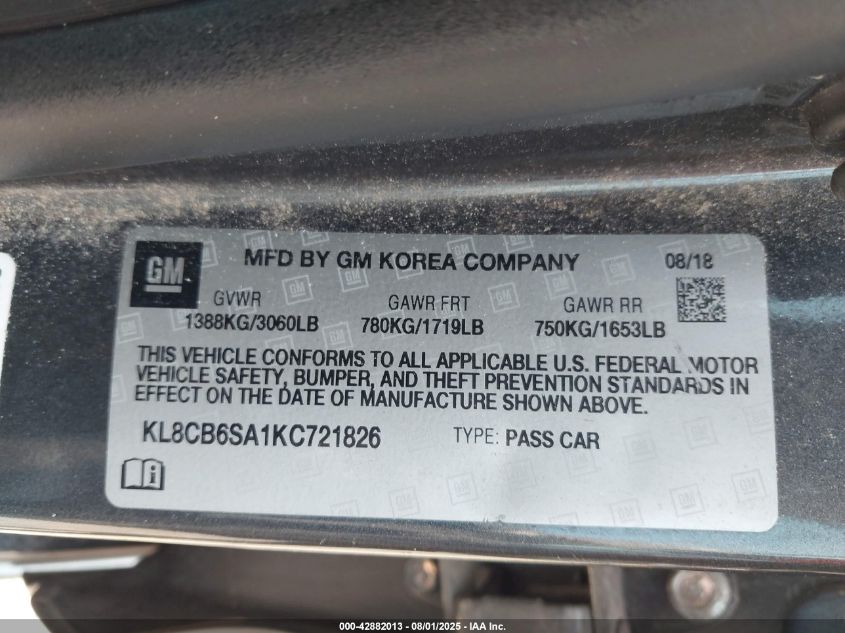 GM MFD BY GM KOREA COMPANY 08/18
GVWR GAWR FRT GAWR RR
1388KG/3060LB 780KG/1719LB 750KG/1653LB
THIS VEHICLE CONFORMS TO ALL APPLICABLE U.S. FEDERAL MOTOR
VEHICLE SAFETY, BUMPER, AND THEFT PREVENTION STANDARDS IN
EFFECT ON THE DATE OF MANUFACTURE SHOWN ABOVE.
KL8CB6SA1KC721826 TYPE: PASS CAR
000-42882013 - 08/01/2025 - IAA Inc.